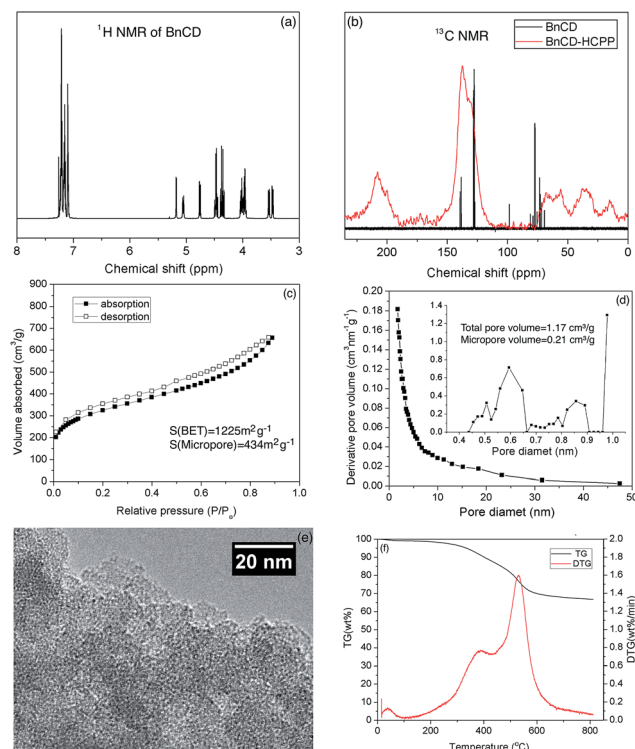 (a)
¹H NMR of BnCD
8 7 6 5 4 3
Chemical shift (ppm)
(b)
¹³C NMR
BnCD
BnCD-HCPP
200 150 100 50 0
Chemical shift (ppm)
(c)
absorption
desorption
Volume absorbed (cm³/g)
900
800
700
600
500
400
300
200
100
0
S(BET)=1225m²g⁻¹
S(Micropore)=434m²g⁻¹
0.0 0.2 0.4 0.6 0.8 1.0
Relative pressure (P/Pₒ)
(d)
Derivative pore volume (cm³nm⁻¹g⁻¹)
0.20
0.18
0.16
0.14
0.12
0.10
0.08
0.06
0.04
0.02
0.00
1.4
1.2
1.0
0.8
0.6
0.4
0.2
0.0
Total pore volume=1.17 cm³/g
Micropore volume=0.21 cm³/g
0.4 0.5 0.6 0.7 0.8 0.9 1.0
Pore diamet (nm)
0 10 20 30 40 50
Pore diamet (nm)
(e)
20 nm
(f)
TG
DTG
TG(wt%)
100
90
80
70
60
50
40
30
20
10
0
2.0
1.8
1.6
1.4
1.2
1.0
0.8
0.6
0.4
0.2
0.0
DTG(wt%/min)
0 200 400 600 800
Temperature (°C)